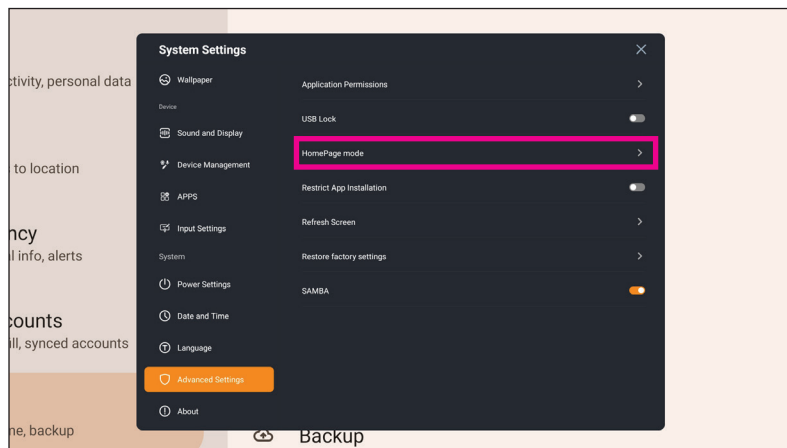 ctivity, personal data
to location
ncy
l info, alerts
counts
ll, synced accounts
me, backup
System Settings
Wallpaper
Device
Sound and Display
Device Management
APPS
Input Settings
System
Power Settings
Date and Time
Language
Advanced Settings
About
Application Permissions
USB Lock
HomePage mode
Restrict App Installation
Refresh Screen
Restore factory settings
SAMBA
Backup